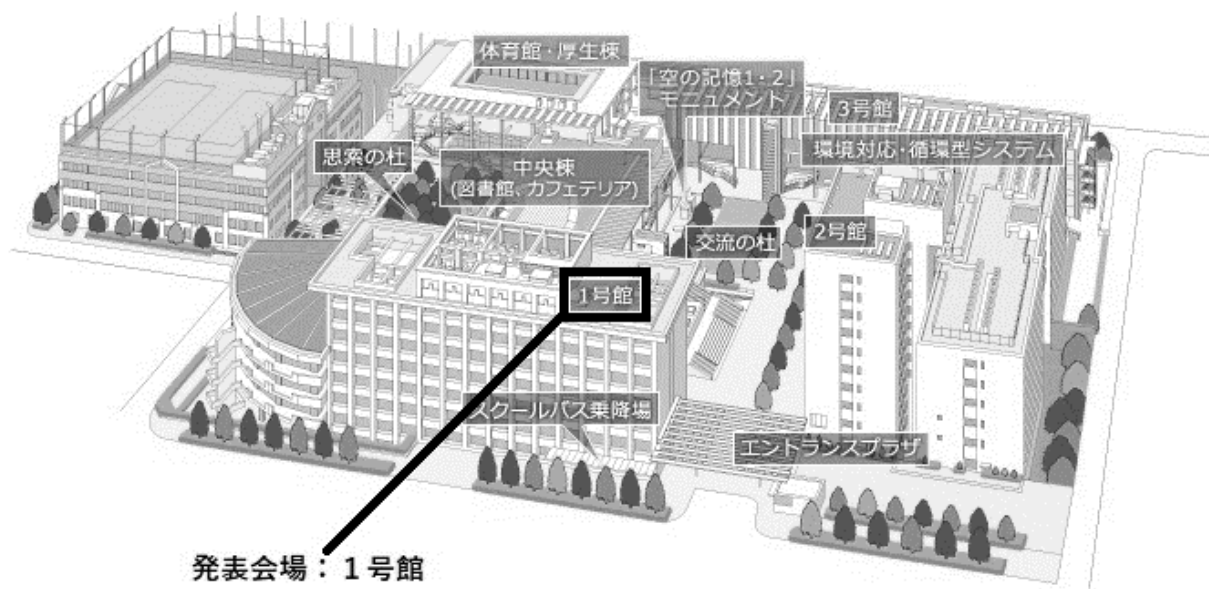 体育館・厚生棟
「空の記憶1・2」
モニュメント
3号館
思索の杜
中央棟
(図書館、カフェテリア)
環境対応・循環型システム
交流の杜
2号館
1号館
スクールバス乗降場
エントランスプラザ
発表会場：１号館